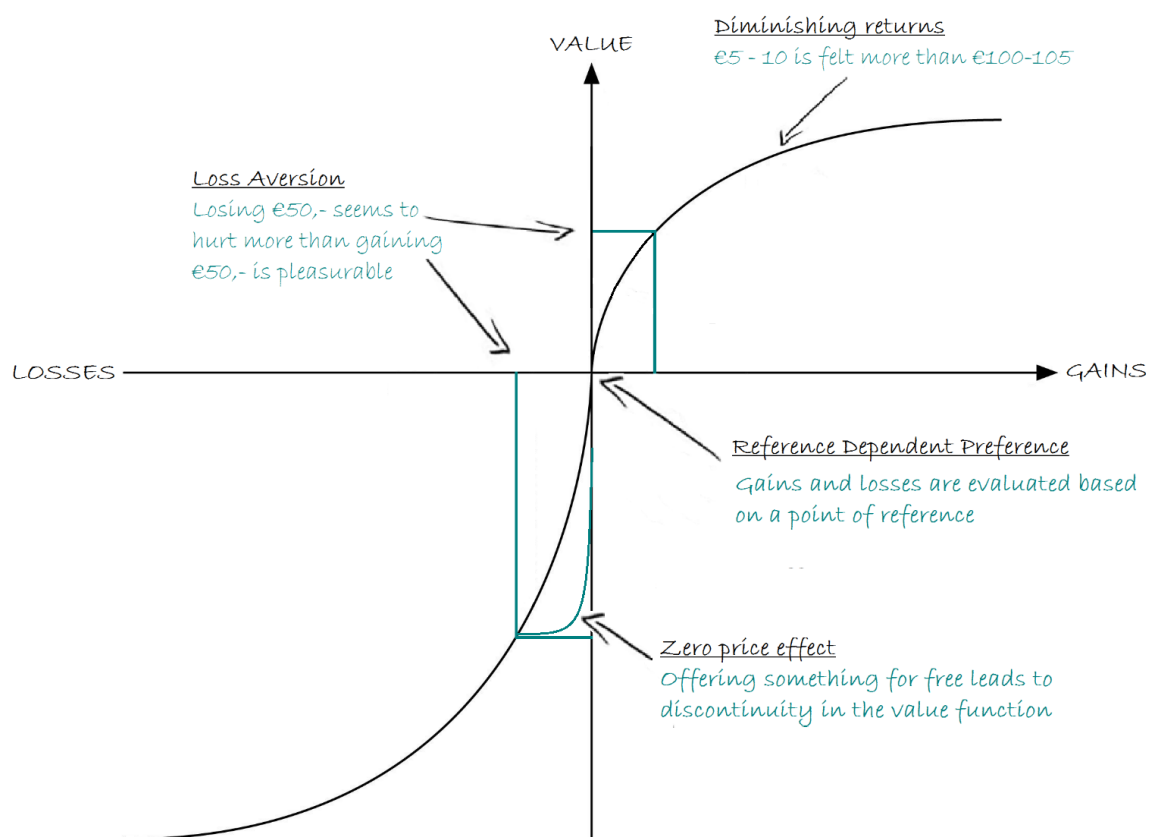 Diminishing returns
€5 - 10 is felt more than €100-105
VALUE
Loss Aversion
Losing €50,- seems to
hurt more than gaining
€50,- is pleasurable
LOSSES
GAINS
Reference Dependent Preference
Gains and losses are evaluated based
on a point of reference
Zero price effect
Offering something for free leads to
discontinuity in the value function